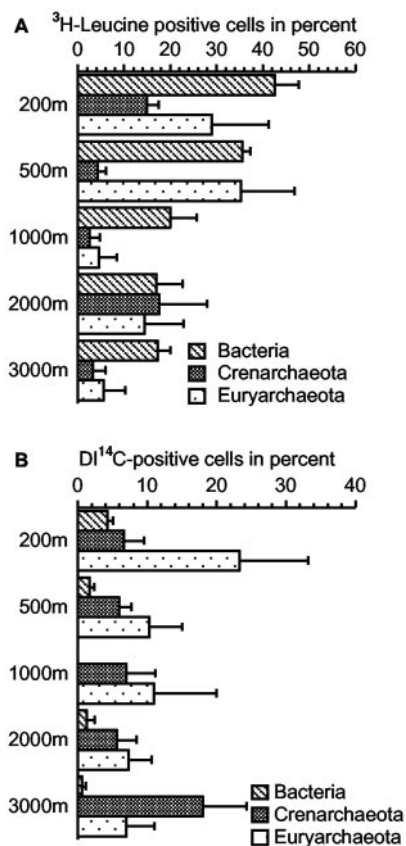 A
³H-Leucine positive cells in percent
0 10 20 30 40 50 60
200m
500m
1000m
2000m
3000m
Bacteria
Crenarchaeota
Euryarchaeota
B
DI¹⁴C-positive cells in percent
0 10 20 30 40
200m
500m
1000m
2000m
3000m
Bacteria
Crenarchaeota
Euryarchaeota